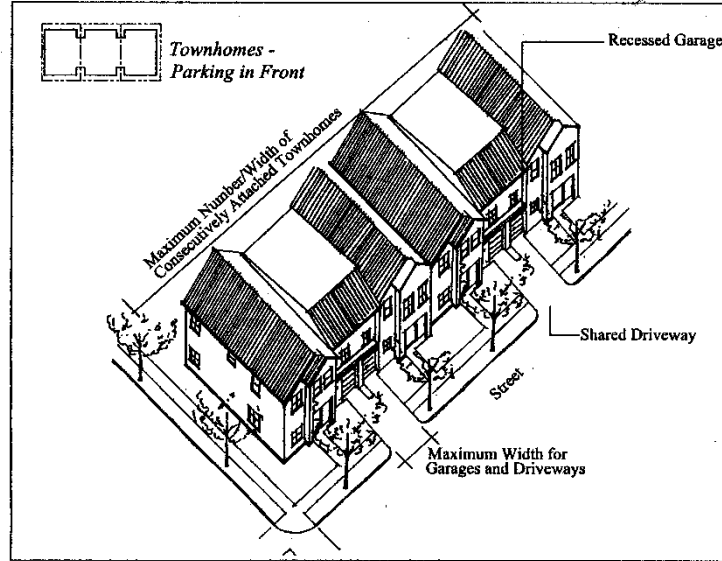 Townhomes -
Parking in Front
Recessed Garage
Maximum Number/Width of
Consecutively Attached Townhomes
Shared Driveway
Street
Maximum Width for
Garages and Driveways